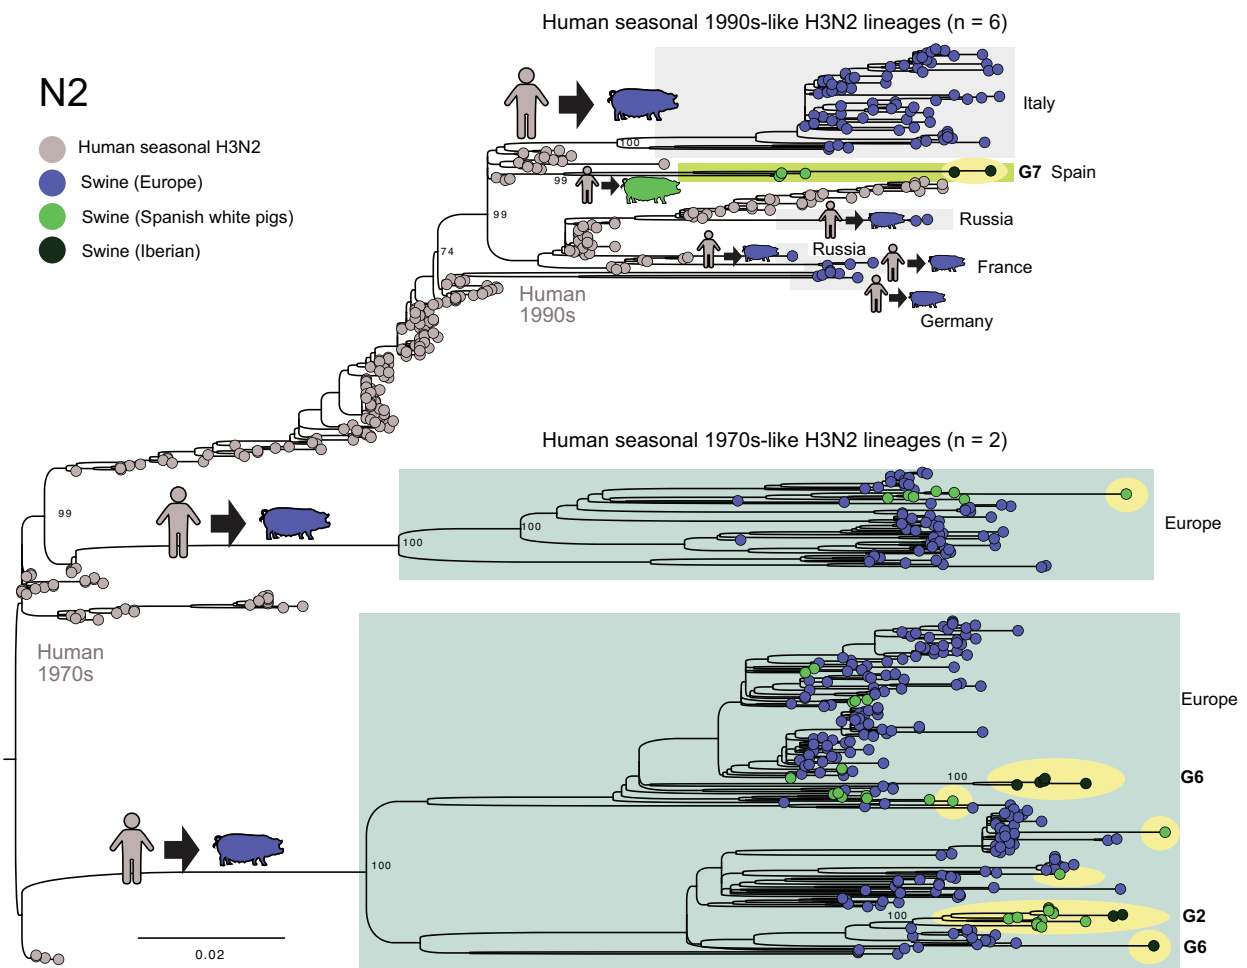 Human seasonal 1990s-like H3N2 lineages (n = 6)
N2
Human seasonal H3N2
Swine (Europe)
Swine (Spanish white pigs)
Swine (Iberian)
Italy
100
G7 Spain
99
99
Russia
74
Russia
France
Human
1990s
Germany
Human seasonal 1970s-like H3N2 lineages (n = 2)
99
100
100
Europe
Human
1970s
Europe
100
G6
100
100
G2
G6
0.02